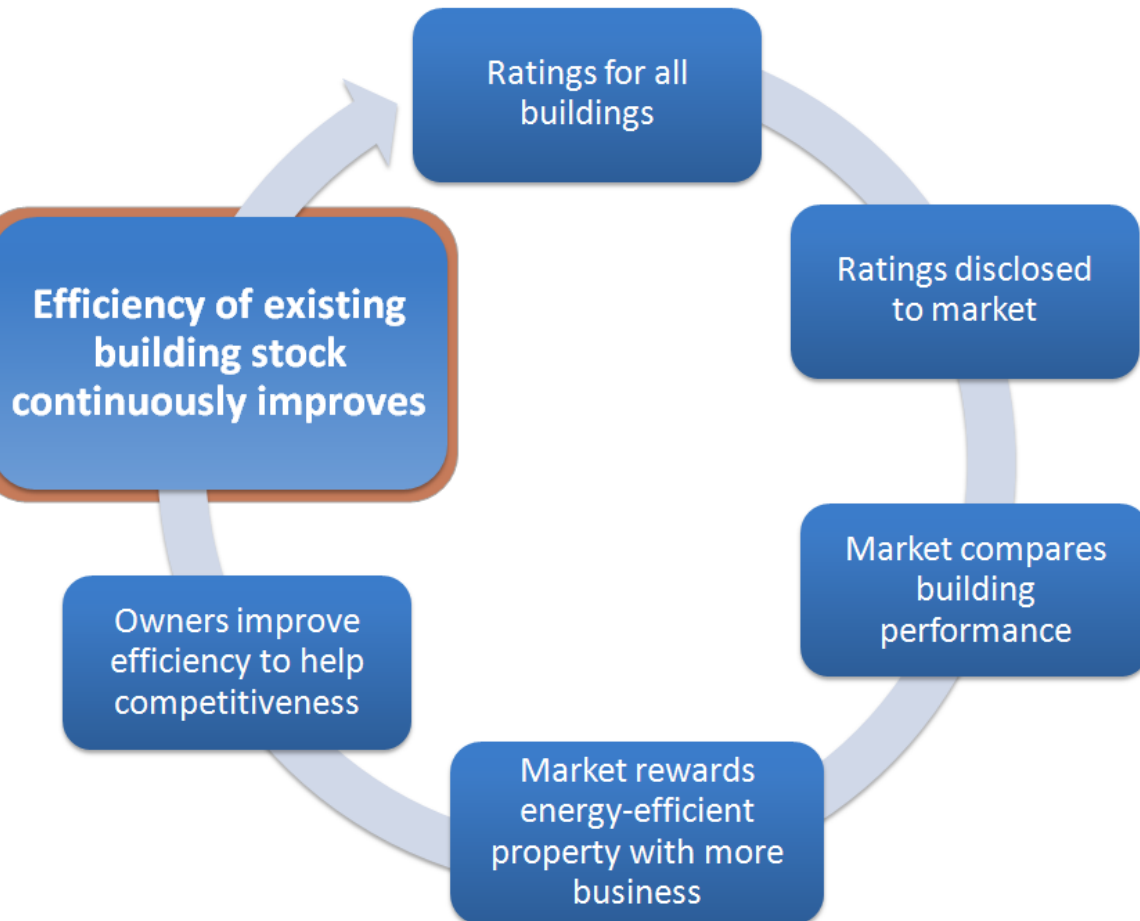 Ratings for all
buildings
Ratings disclosed
to market
Market compares
building
performance
Market rewards
energy-efficient
property with more
business
Owners improve
efficiency to help
competitiveness
Efficiency of existing
building stock
continuously improves